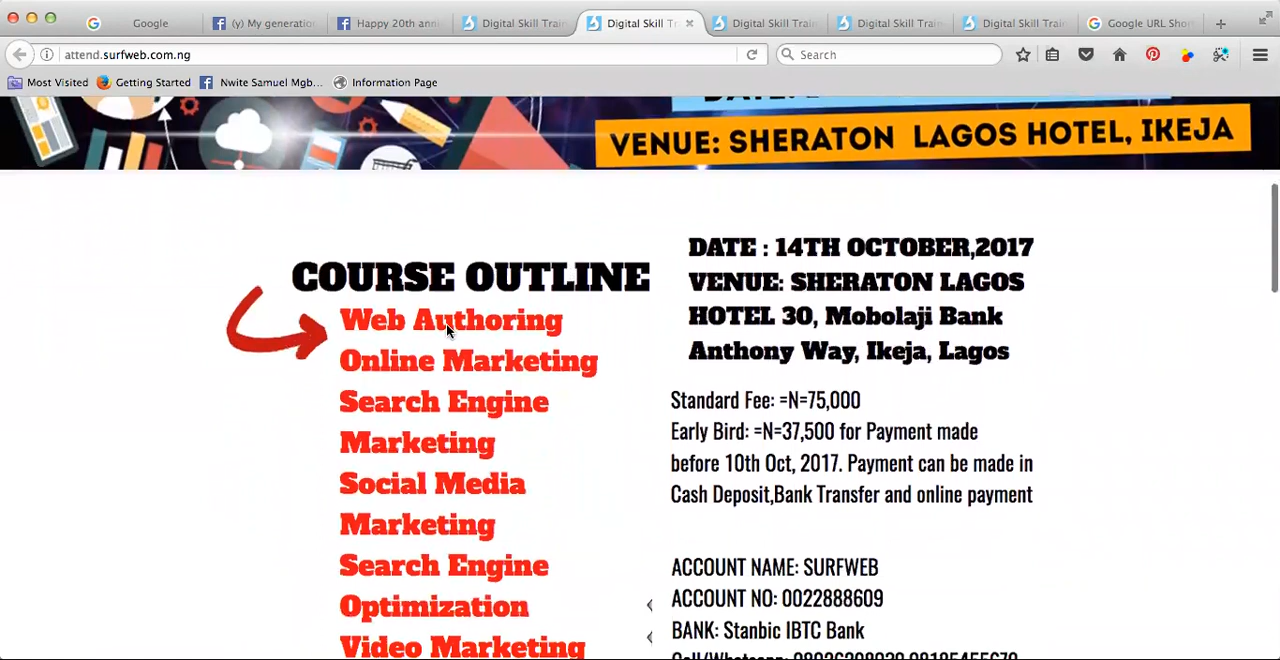 Google
(y) My generatio
Happy 20th ann
Digital Skill Train
Digital Skill Tr
Digital Skill Train
Digital Skill Train
Digital Skill Train
Google URL Sho
attend.surfweb.com.ng
Search
Most Visited
Getting Started
Nwite Samuel Mgb...
Information Page
VENUE: SHERATON LAGOS HOTEL, IKEJA
COURSE OUTLINE
Web Authoring
Online Marketing
Search Engine
Marketing
Social Media
Marketing
Search Engine
Optimization
Video Marketing
DATE : 14TH OCTOBER,2017
VENUE: SHERATON LAGOS
HOTEL 30, Mobolaji Bank
Anthony Way, Ikeja, Lagos
Standard Fee: =N=75,000
Early Bird: =N=37,500 for Payment made
before 10th Oct, 2017. Payment can be made in
Cash Deposit,Bank Transfer and online payment
ACCOUNT NAME: SURFWEB
ACCOUNT NO: 0022888609
BANK: Stanbic IBTC Bank